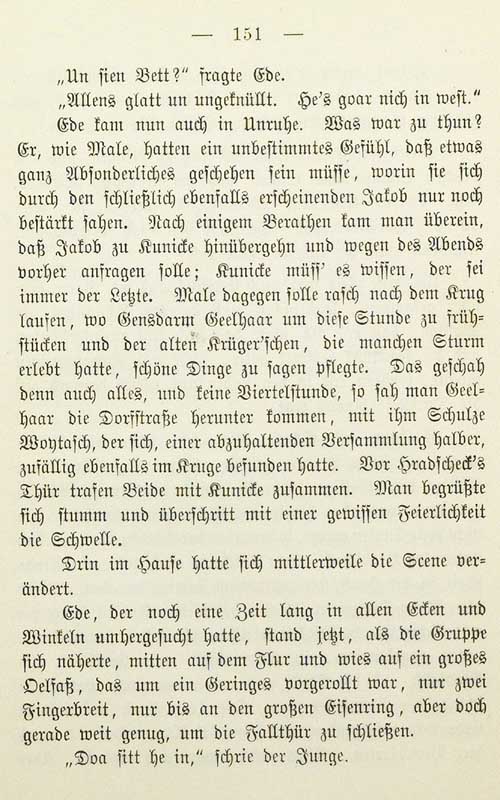 — 151 —
„Un sien Bett?“ fragte Ede.
„Allens glatt un ungeknüllt. He's goar nich in west.“
Ede kam nun auch in Unruhe. Was war zu thun?
Er, wie Male, hatten ein unbestimmtes Gefühl, daß etwas
ganz Absonderliches geschehen sein müsse, worin sie sich
durch den schließlich ebenfalls erscheinenden Jakob nur noch
bestärkt sahen. Nach einigem Berathen kam man überein,
daß Jakob zu Kunicke hinübergehn und wegen des Abends
vorher anfragen solle; Kunicke müss' es wissen, der sei
immer der Letzte. Male dagegen solle rasch nach dem Krug
laufen, wo Gensdarm Geelhaar um diese Stunde zu früh-
stücken und der alten Krüger'schen, die manchen Sturm
erlebt hatte, schöne Dinge zu sagen pflegte. Das geschah
denn auch alles, und keine Viertelstunde, so sah man Geel-
haar die Dorfstraße herunter kommen, mit ihm Schulze
Woytasch, der sich, einer abzuhaltenden Versammlung halber,
zufällig ebenfalls im Kruge befunden hatte. Vor Hradscheck's
Thür trafen Beide mit Kunicke zusammen. Man begrüßte
sich stumm und überschritt mit einer gewissen Feierlichkeit
die Schwelle.
Drin im Hause hatte sich mittlerweile die Scene ver-
ändert.
Ede, der noch eine Zeit lang in allen Ecken und
Winkeln umhergesucht hatte, stand jetzt, als die Gruppe
sich näherte, mitten auf dem Flur und wies auf ein großes
Oelfaß, das um ein Geringes vorgerollt war, nur zwei
Fingerbreit, nur bis an den großen Eisenring, aber doch
gerade weit genug, um die Fallthür zu schließen.
„Doa sitt he in,“ schrie der Junge.